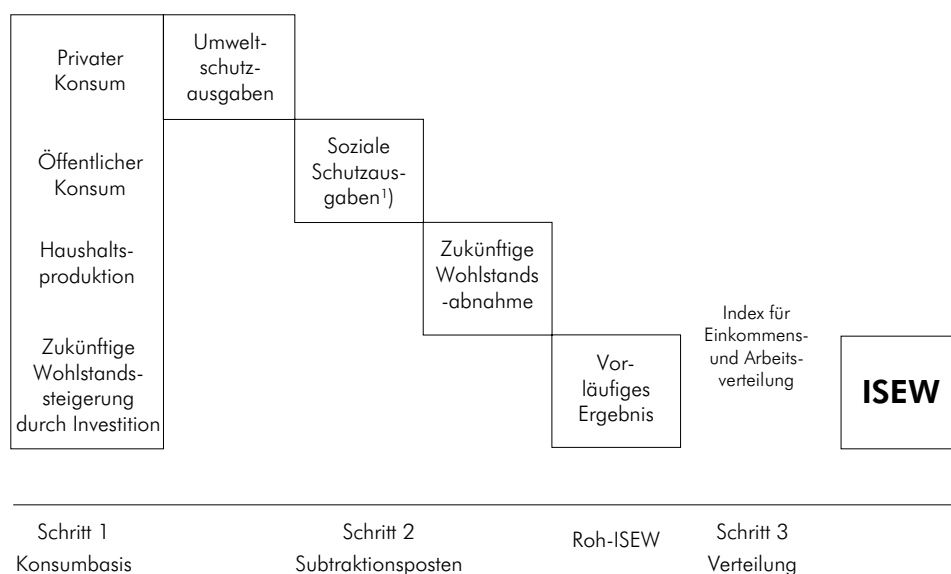 Privater
Konsum
Öffentlicher
Konsum
Haushalts-
produktion
Zukünftige
Wohlstands-
steigerung
durch Investition
Umwelt-
schutz-
ausgaben
Soziale
Schutzaus-
gaben¹)
Zukünftige
Wohlstands
-abnahme
Vor-
läufiges
Ergebnis
Index für
Einkommens-
und Arbeits-
verteilung
ISEW
Schritt 1
Konsumbasis
Schritt 2
Subtraktionsposten
Roh-ISEW
Schritt 3
Verteilung